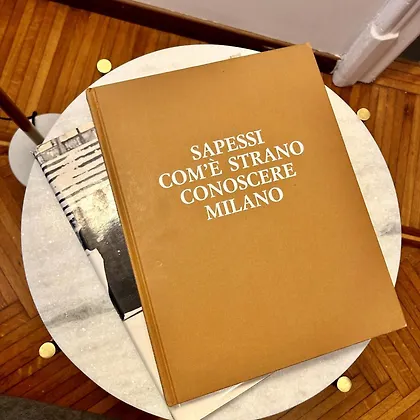 SAPESSI
COM'È STRANO
CONOSCERE
MILANO